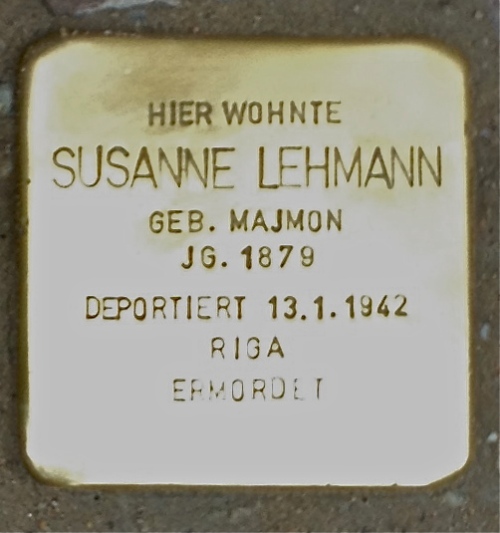 HIER WOHNTE
SUSANNE LEHMANN
GEB. MAJMON
JG. 1879
DEPORTIERT 13.1.1942
RIGA
ERMORDET